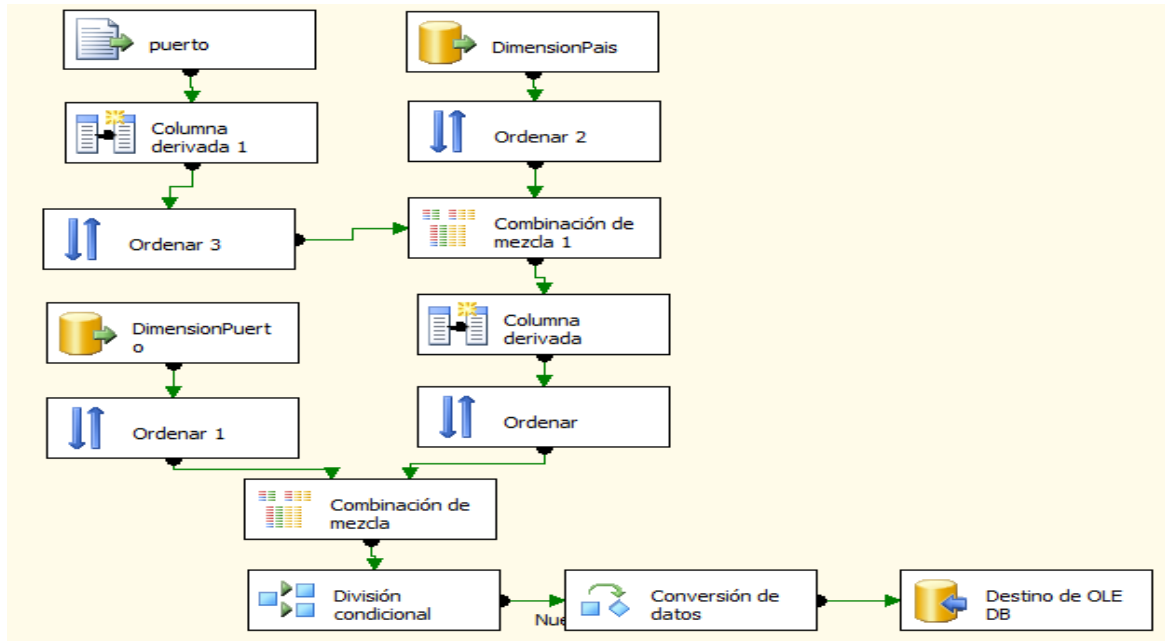 puerto
DimensionPais
Columna
derivada 1
Ordenar 2
Ordenar 3
Combinación de
mezcla 1
DimensionPuert
o
Columna
derivada
Ordenar 1
Ordenar
Combinación de
mezcla
División
condicional
Nue
Conversión de
datos
Destino de OLE
DB